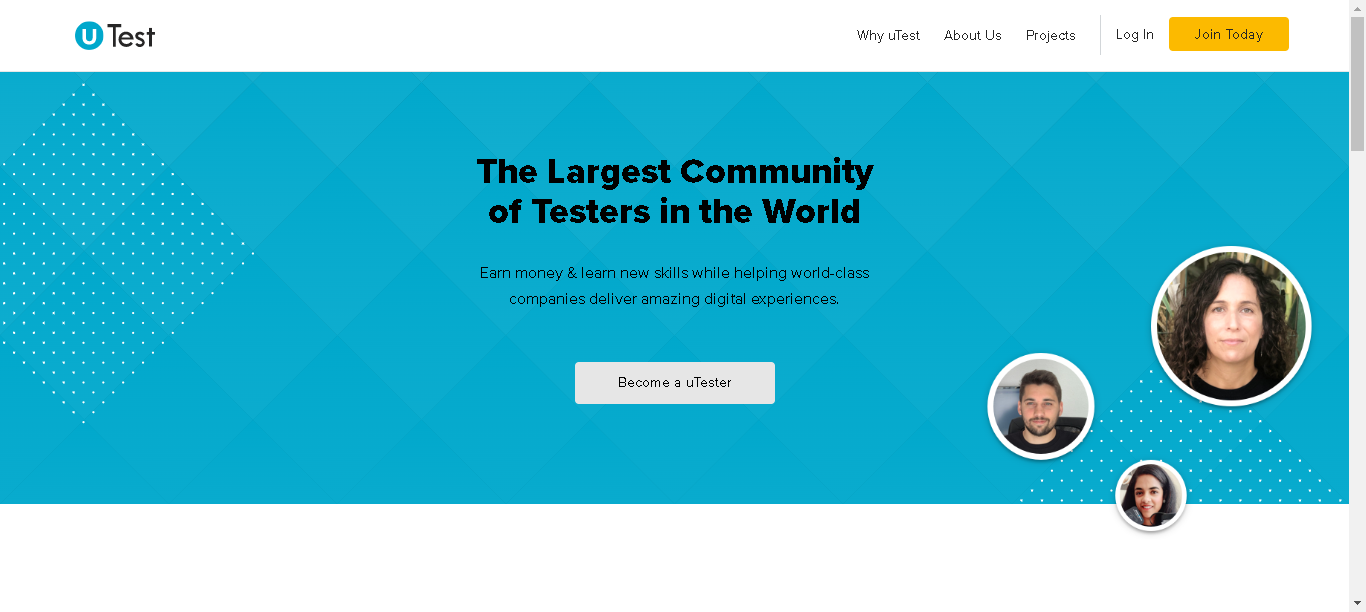 uTest
Why uTest
About Us
Projects
Log In
Join Today
The Largest Community
of Testers in the World
Earn money & learn new skills while helping world-class
companies deliver amazing digital experiences.
Become a uTester